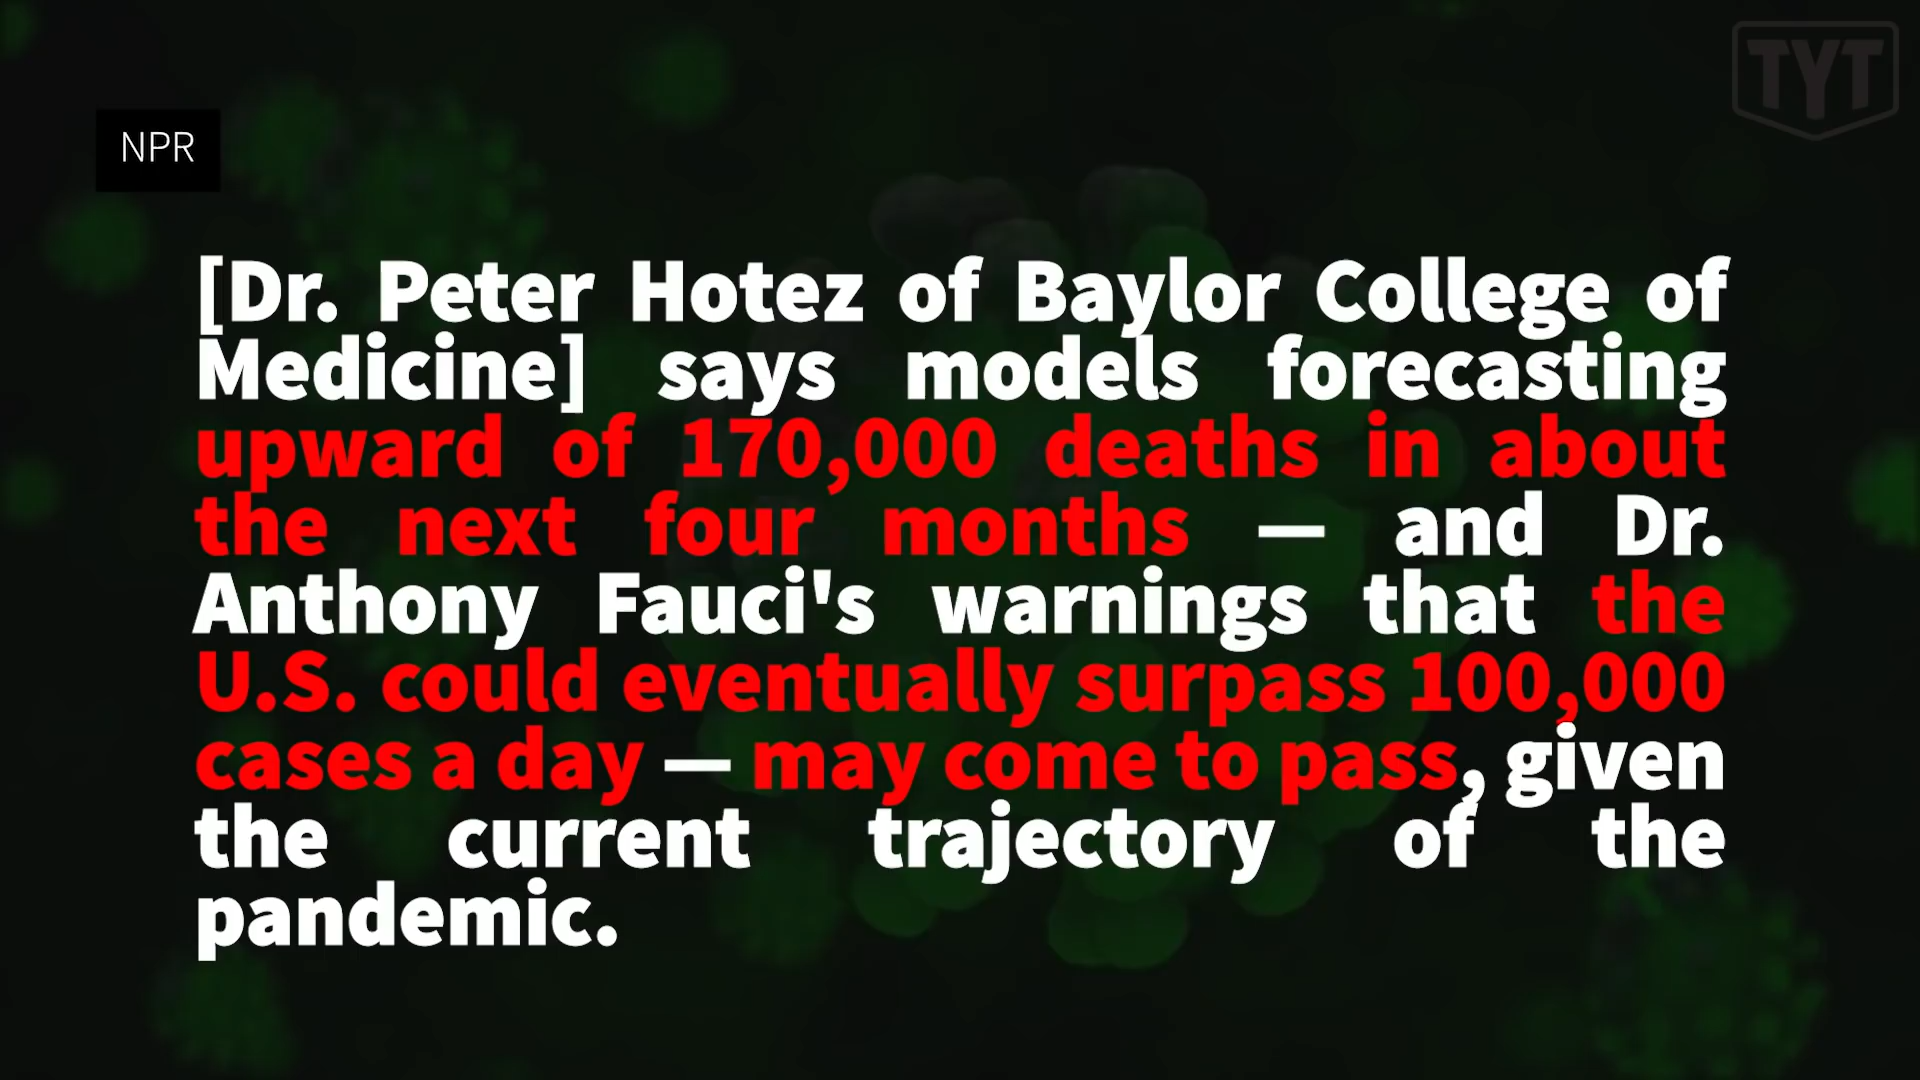 TYT
NPR
[Dr. Peter Hotez of Baylor College of
Medicine] says models forecasting
upward of 170,000 deaths in about
the next four months — and Dr.
Anthony Fauci's warnings that the
U.S. could eventually surpass 100,000
cases a day — may come to pass, given
the current trajectory of the
pandemic.